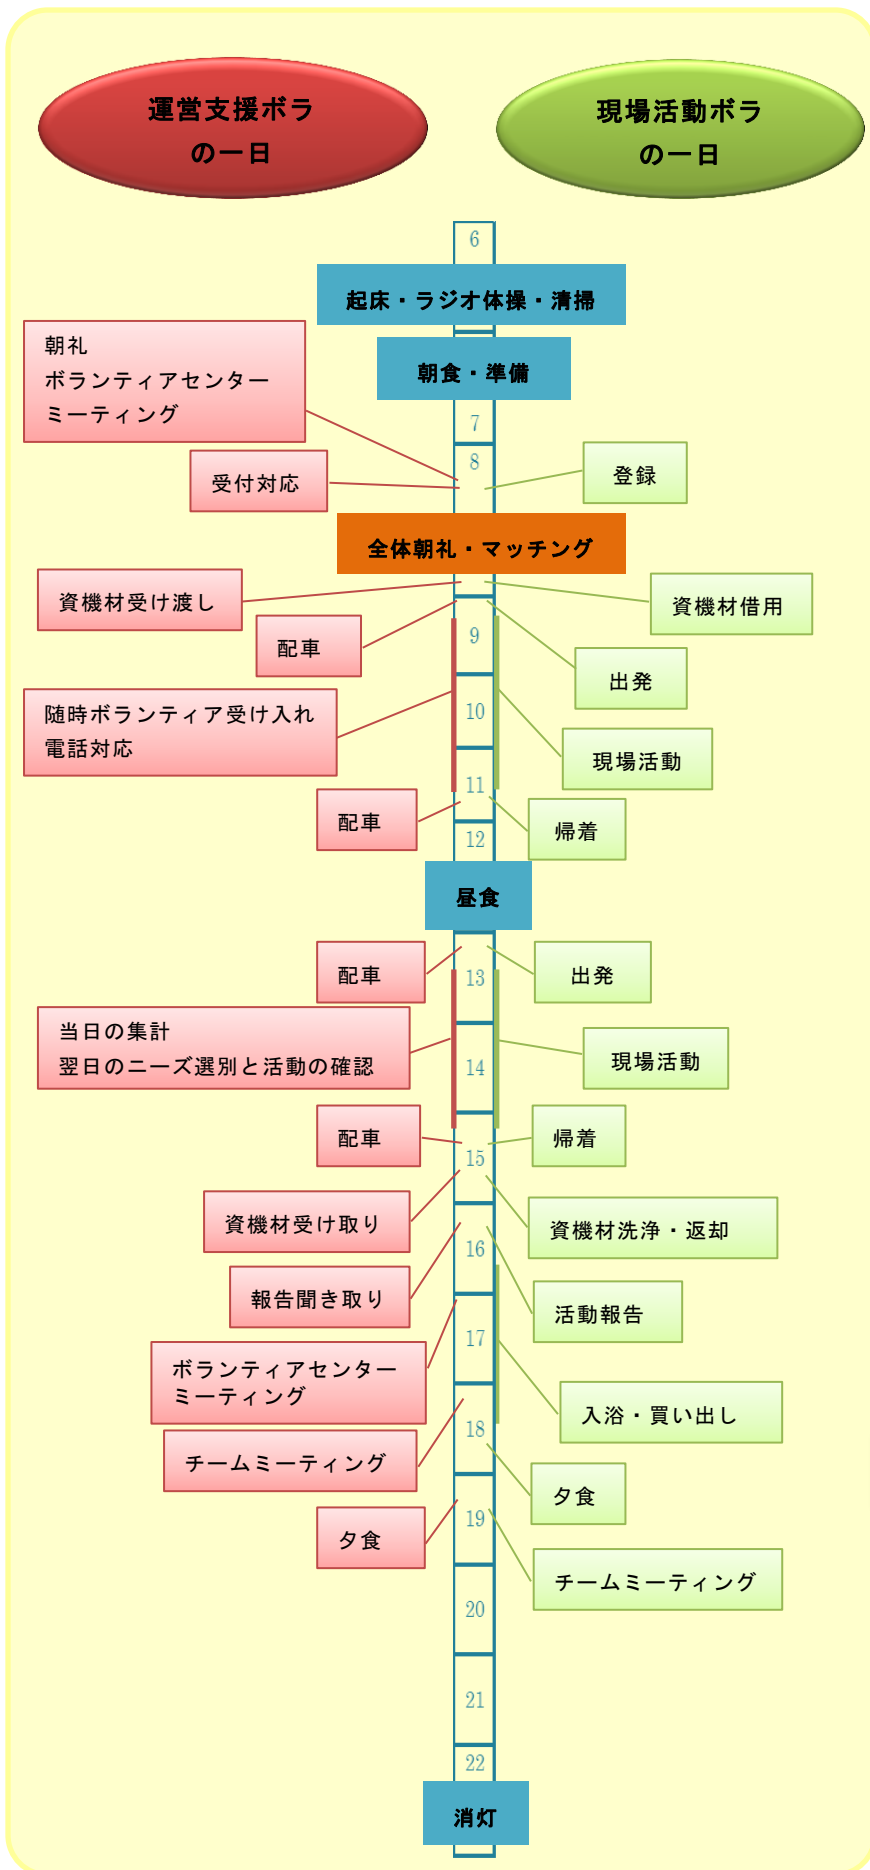 運営支援ボラ
の一日
現場活動ボラ
の一日
6
起床・ラジオ体操・清掃
朝礼
ボランティアセンター
ミーティング
朝食・準備
7
8
受付対応
登録
全体朝礼・マッチング
資機材受け渡し
資機材借用
配車
9
出発
随時ボランティア受け入れ
電話対応
10
現場活動
11
配車
帰着
12
昼食
配車
13
出発
当日の集計
翌日のニーズ選別と活動の確認
14
現場活動
配車
帰着
15
資機材受け取り
資機材洗浄・返却
16
報告聞き取り
活動報告
17
ボランティアセンター
ミーティング
入浴・買い出し
18
チームミーティング
夕食
19
夕食
チームミーティング
20
21
22
消灯